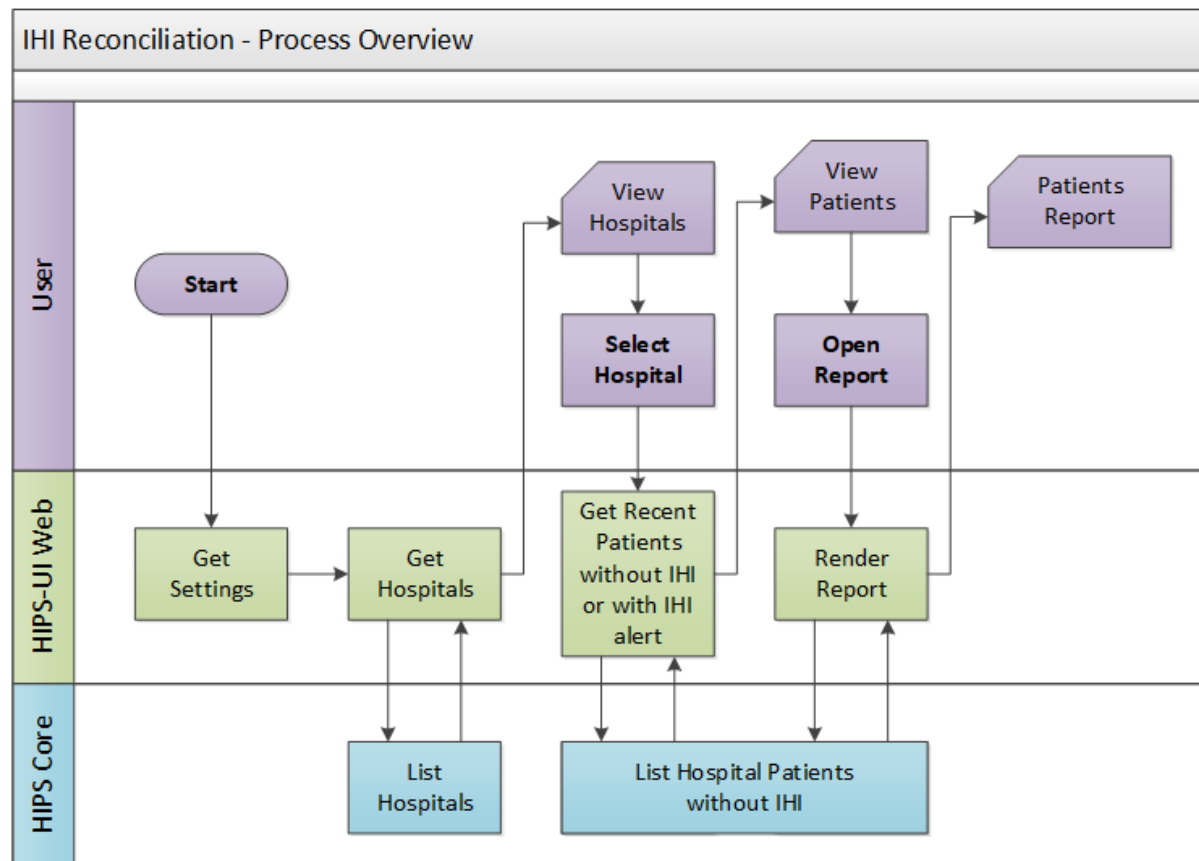 IHI Reconciliation - Process Overview
User
Start
View
Hospitals
View
Patients
Patients
Report
Select
Hospital
Open
Report
HIPS-UI Web
Get
Settings
Get
Hospitals
Get Recent
Patients
without IHI
or with IHI
alert
Render
Report
HIPS Core
List
Hospitals
List Hospital Patients
without IHI